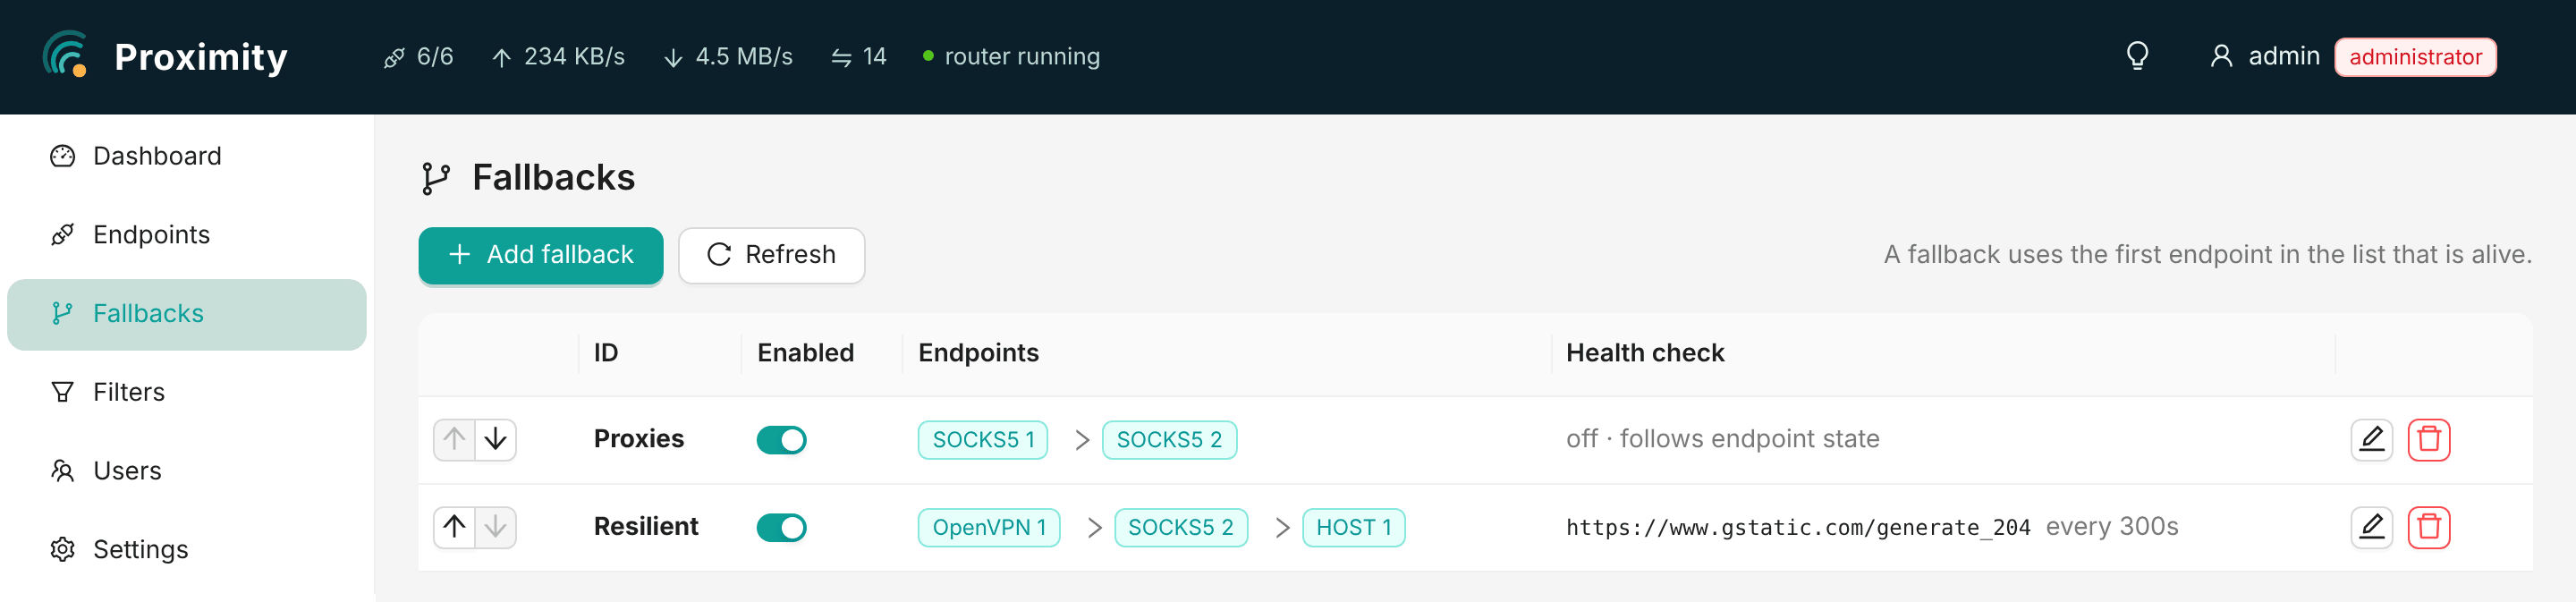 Proximity 6/6 234 KB/s 4.5 MB/s 14 router running admin administrator
Dashboard
Endpoints
Fallbacks
Filters
Users
Settings
Fallbacks
Add fallback Refresh A fallback uses the first endpoint in the list that is alive.
ID Enabled Endpoints Health check
Proxies SOCKS5 1 > SOCKS5 2 off · follows endpoint state
Resilient OpenVPN 1 > SOCKS5 2 > HOST 1 https://www.gstatic.com/generate_204 every 300s